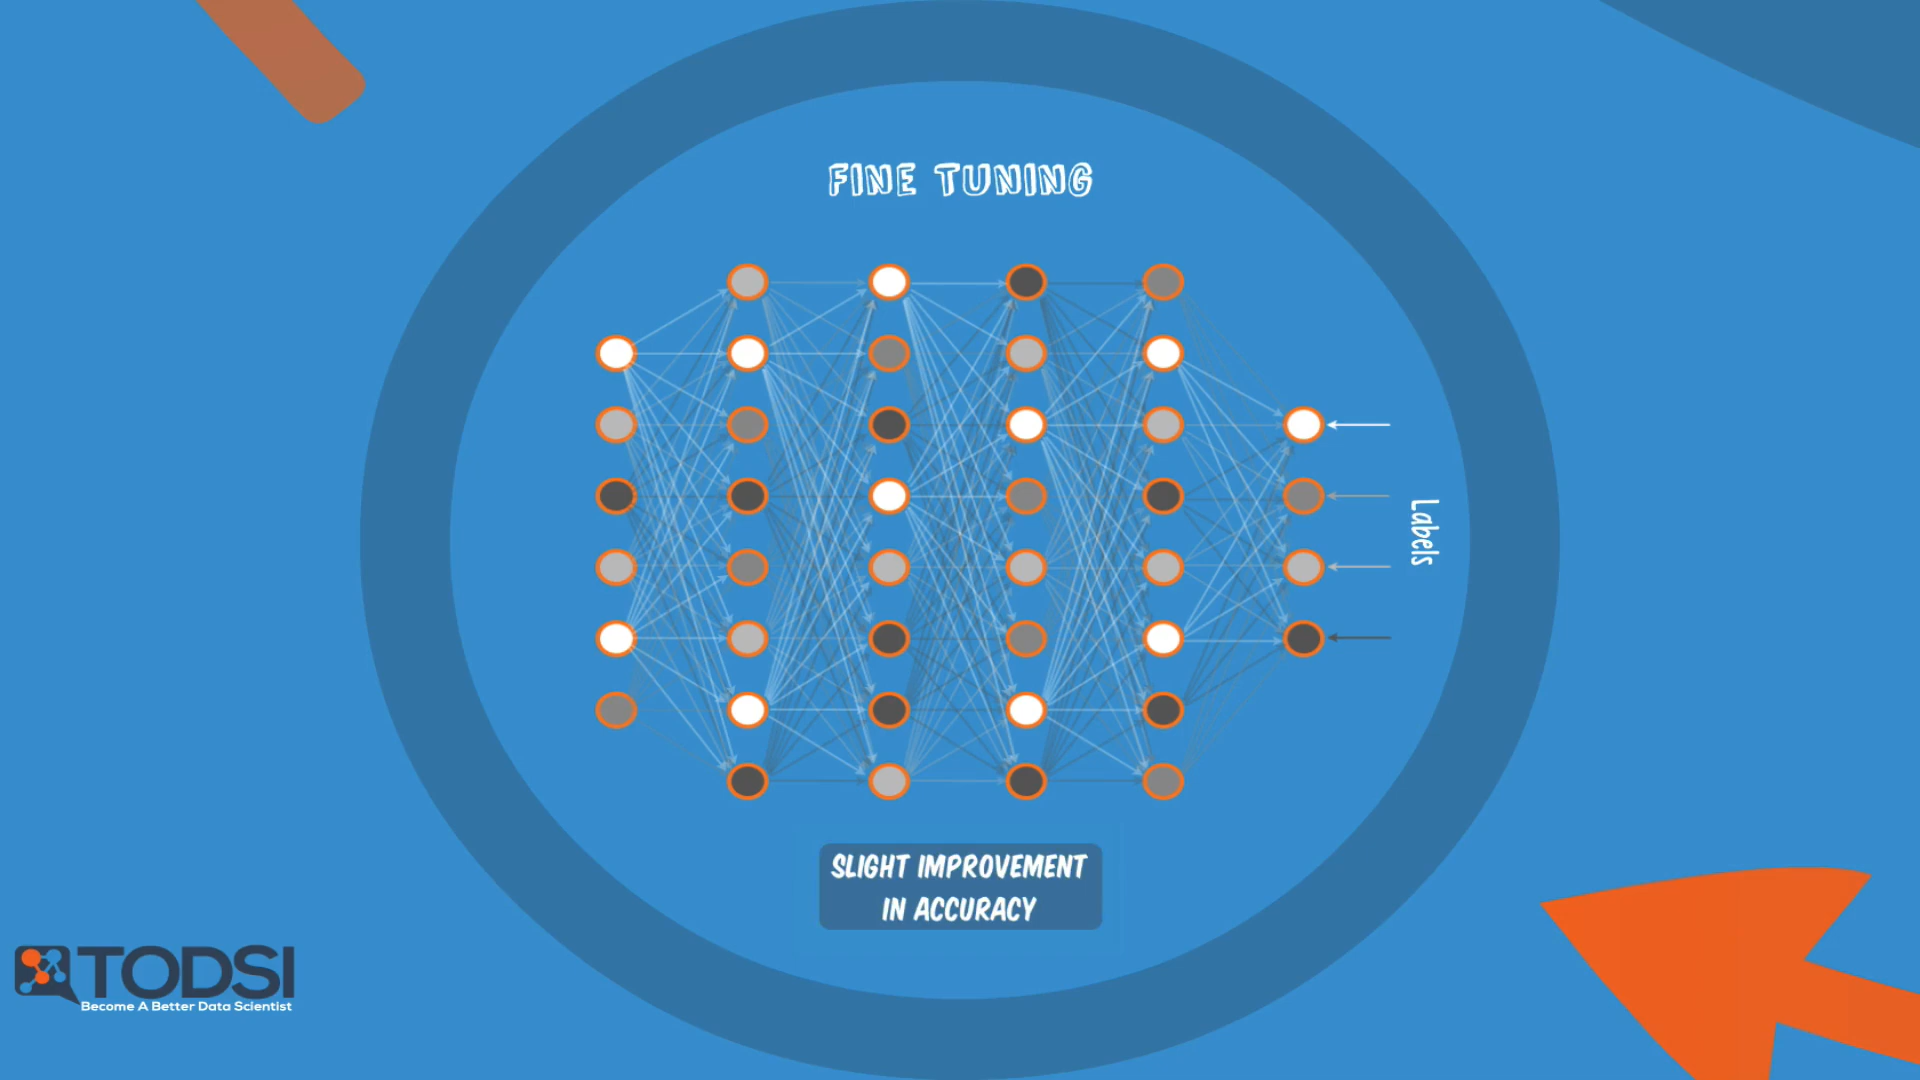 FINE TUNING
Labels
SLIGHT IMPROVEMENT
IN ACCURACY
TODSI
Become A Better Data Scientist